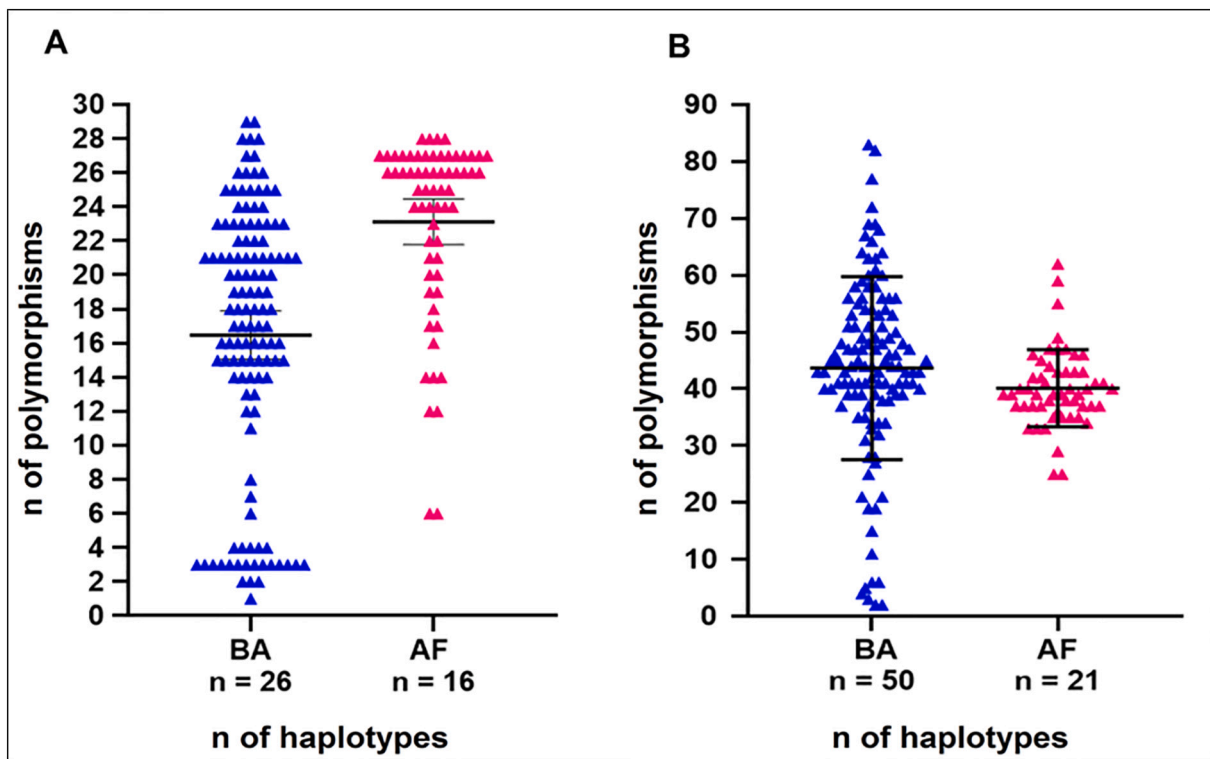 A
n of polymorphisms
30
28
26
24
22
20
18
16
14
12
10
8
6
4
2
0
BA
AF
n = 26
n = 16
n of haplotypes
B
n of polymorphisms
90
80
70
60
50
40
30
20
10
0
BA
AF
n = 50
n = 21
n of haplotypes